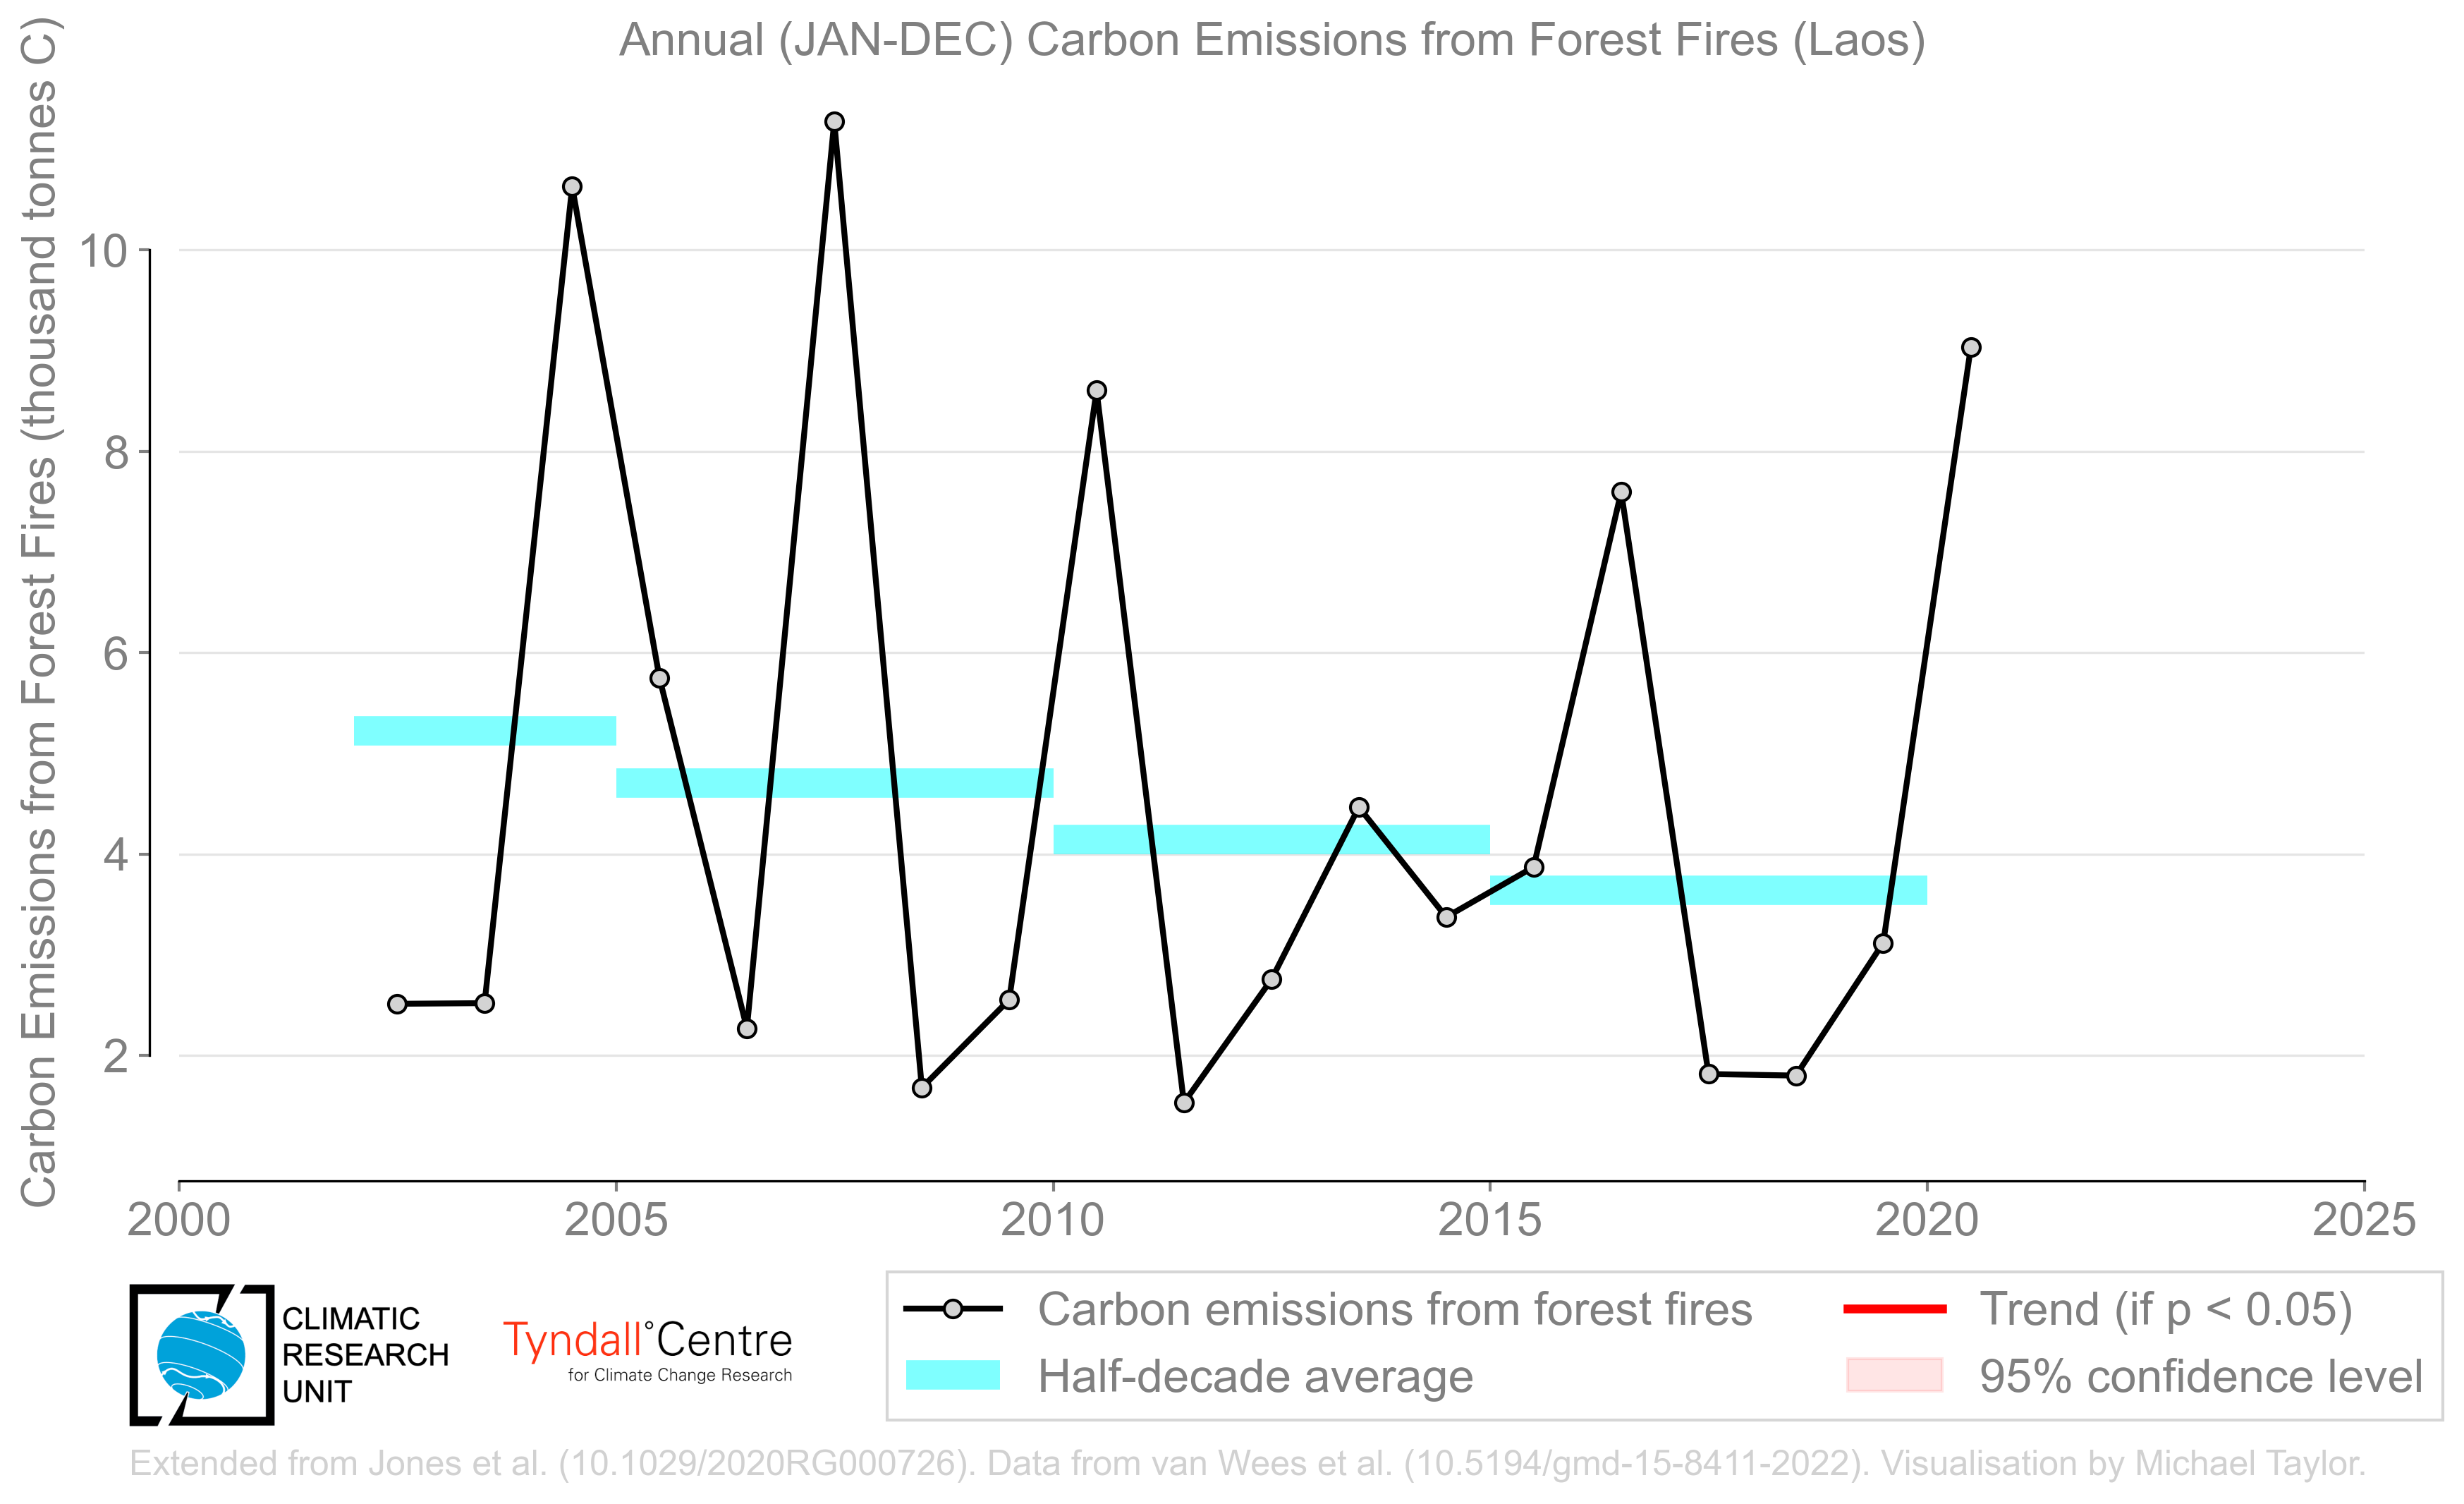 Annual (JAN-DEC) Carbon Emissions from Forest Fires (Laos)
Carbon Emissions from Forest Fires (thousand tonnes C)
10
8
6
4
2
2000 2005 2010 2015 2020 2025
CLIMATIC
RESEARCH
UNIT
Tyndall°Centre
for Climate Change Research
Carbon emissions from forest fires
Half-decade average
Trend (if p < 0.05)
95% confidence level
Extended from Jones et al. (10.1029/2020RG000726). Data from van Wees et al. (10.5194/gmd-15-8411-2022). Visualisation by Michael Taylor.